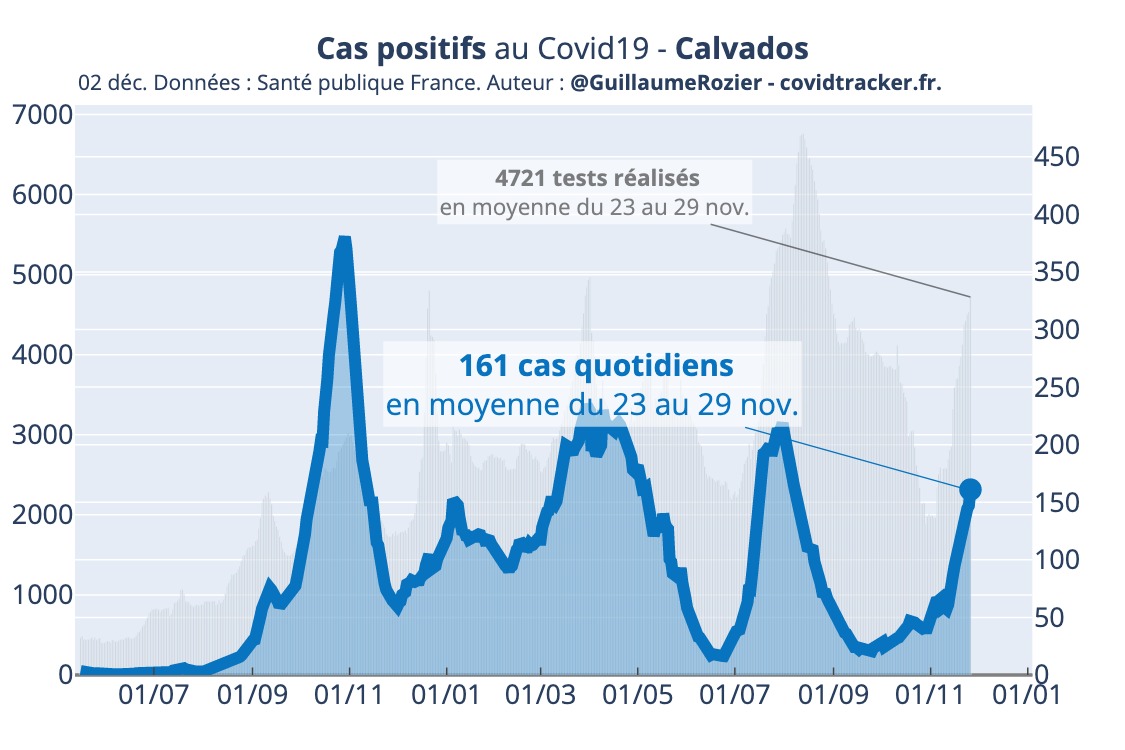 Cas positifs au Covid19 - Calvados
02 déc. Données : Santé publique France. Auteur : @GuillaumeRozier - covidtracker.fr.
7000
6000
5000
4000
3000
2000
1000
0
450
400
350
300
250
200
150
100
50
0
4721 tests réalisés
en moyenne du 23 au 29 nov.
161 cas quotidiens
en moyenne du 23 au 29 nov.
01/07 01/09 01/11 01/01 01/03 01/05 01/07 01/09 01/11 01/01